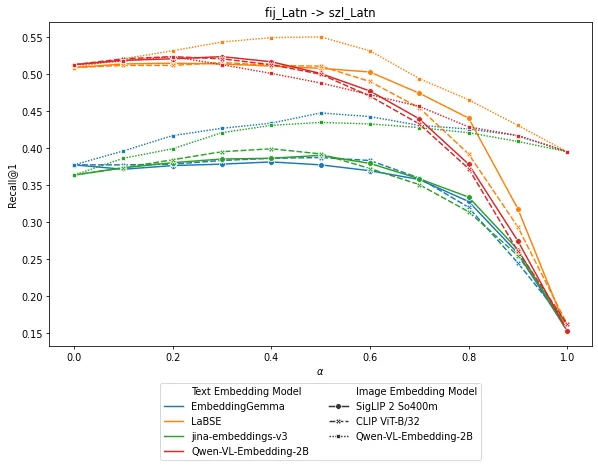 fij_Latn -> szl_Latn
0.55
0.50
0.45
0.40
0.35
0.30
0.25
0.20
0.15
Recall@1
0.0 0.2 0.4 0.6 0.8 1.0
α
Text Embedding Model Image Embedding Model
EmbeddingGemma SigLIP 2 So400m
LaBSE CLIP ViT-B/32
jina-embeddings-v3 Qwen-VL-Embedding-2B
Qwen-VL-Embedding-2B